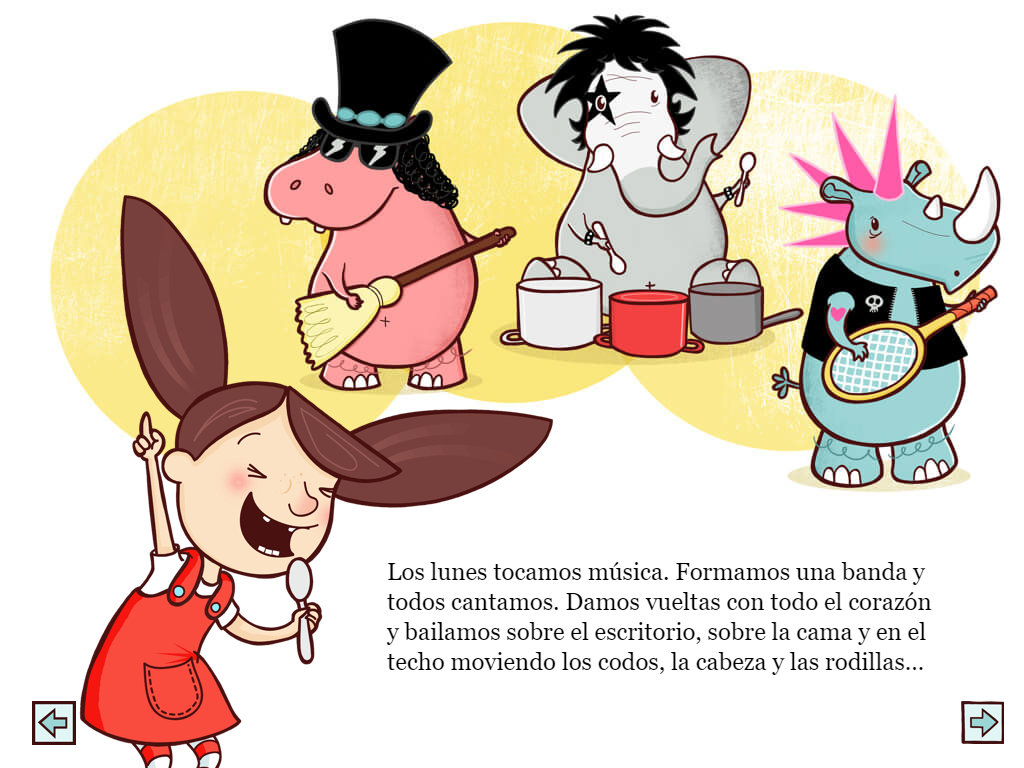 Los lunes tocamos música. Formamos una banda y
todos cantamos. Damos vueltas con todo el corazón
y bailamos sobre el escritorio, sobre la cama y en el
techo moviendo los codos, la cabeza y las rodillas...